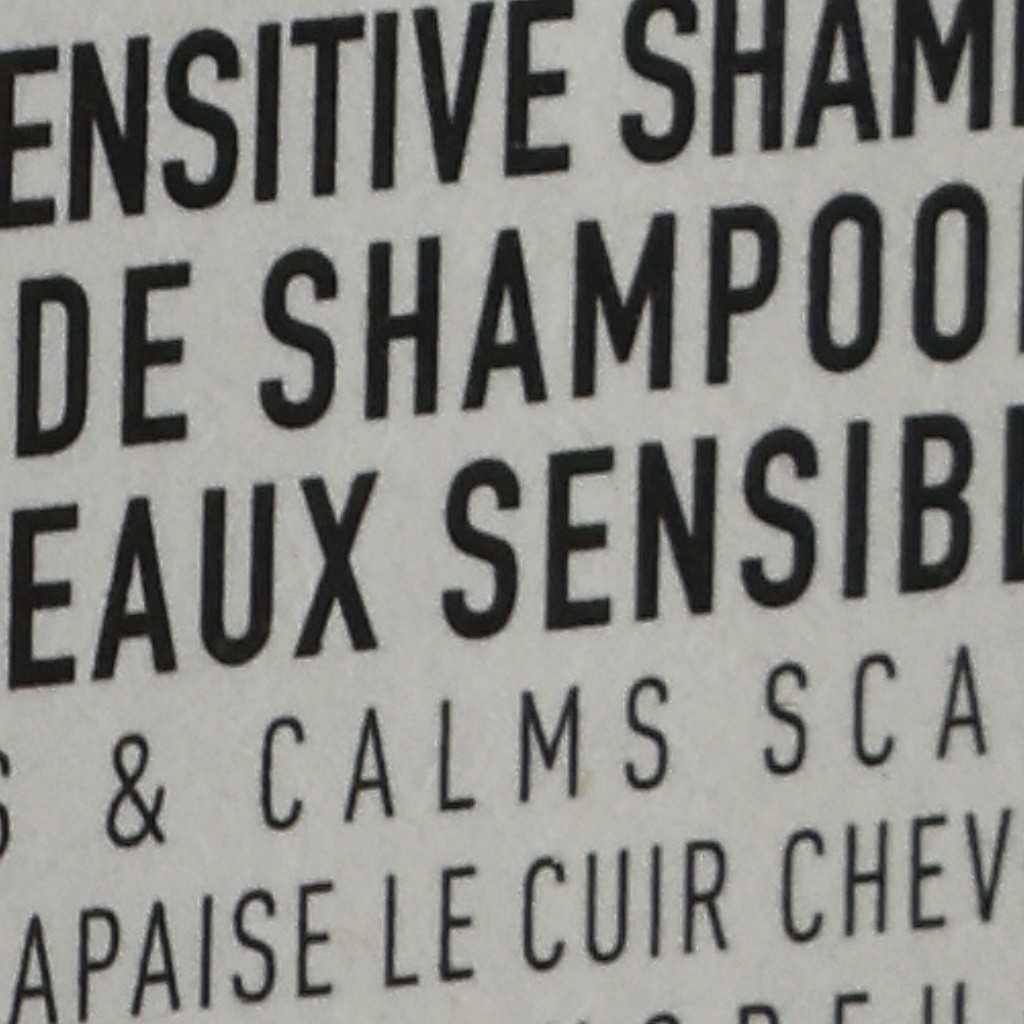 ENSITIVE SHAM
DE SHAMPOO
EAUX SENSIB
S & CALMS SCA
APAISE LE CUIR CHEV